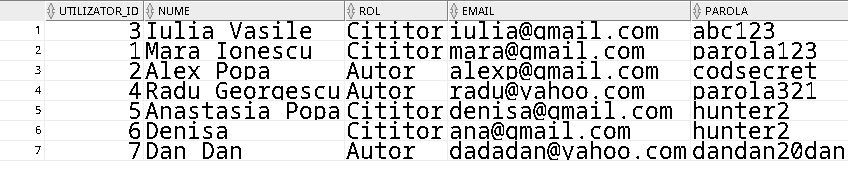 UTILIZATOR_ID NUME ROL EMAIL PAROLA
1 3 Iulia Vasile Cititor iulia@gmail.com abc123
2 1 Mara Ionescu Cititor mara@gmail.com parola123
3 2 Alex Popa Autor alexp@gmail.com codsecret
4 4 Radu Georgescu Autor radu@yahoo.com parola321
5 5 Anastasia Popa Cititor denisa@gmail.com hunter2
6 6 Denisa Cititor ana@gmail.com hunter2
7 7 Dan Dan Autor dadadan@yahoo.com dandan20dan